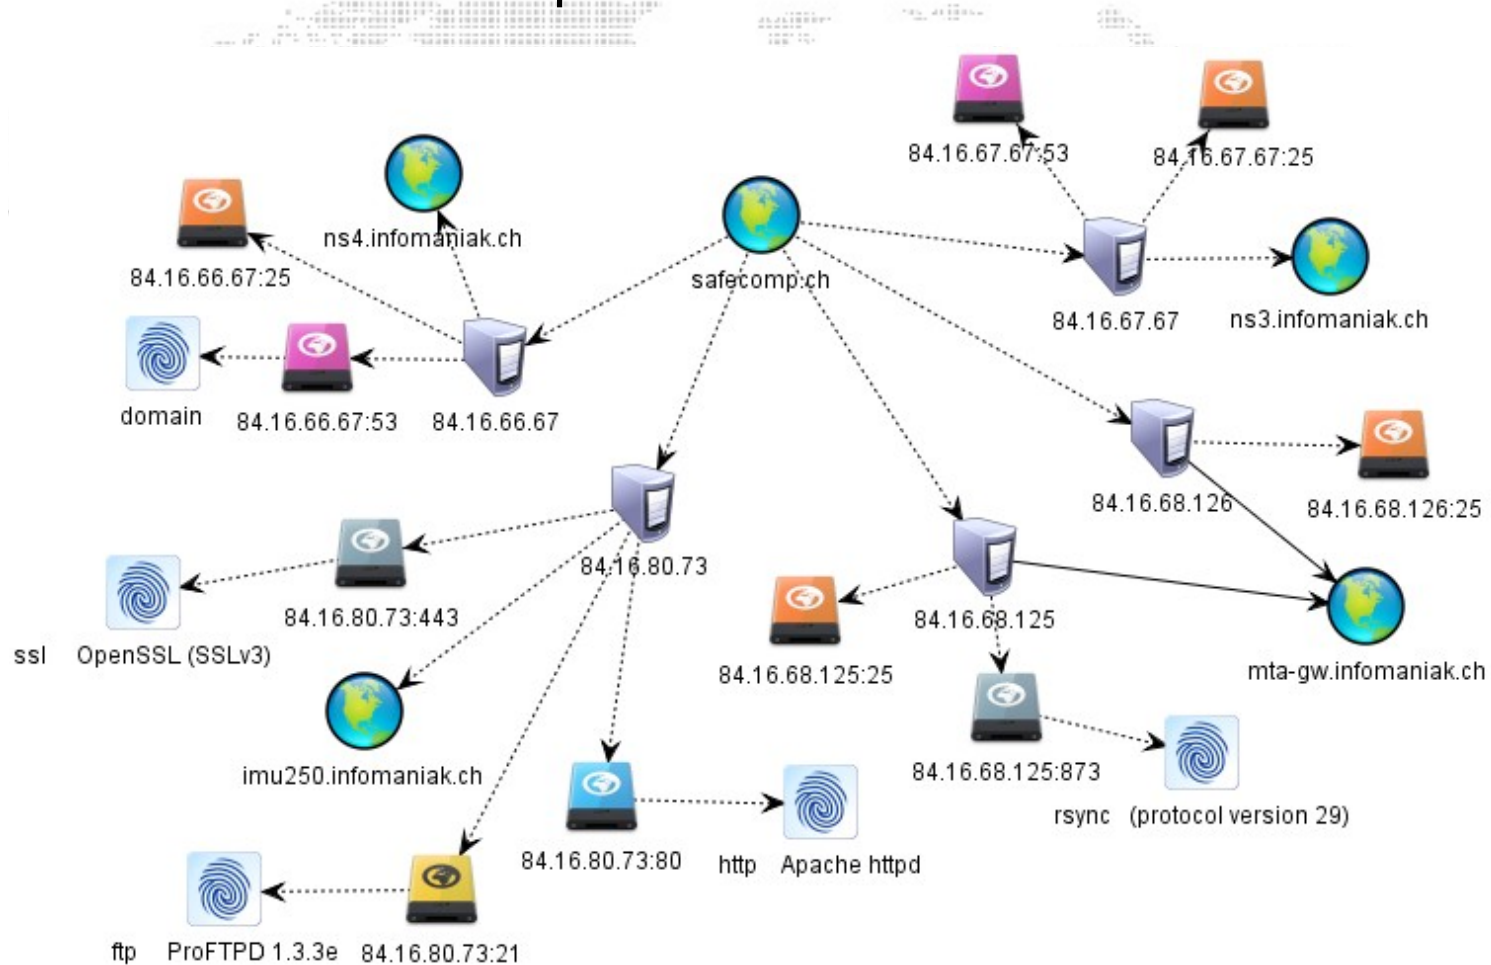 84.16.67.67:53
84.16.67.67:25
ns4.infomaniak.ch
84.16.66.67:25
safecomp.ch
84.16.67.67
ns3.infomaniak.ch
domain
84.16.66.67:53
84.16.66.67
84.16.68.126
84.16.68.126:25
84.16.80.73
84.16.80.73:443
84.16.68.125
ssl OpenSSL (SSLv3)
84.16.68.125:25
mta-gw.infomaniak.ch
imu250.infomaniak.ch
84.16.68.125:873
rsync (protocol version 29)
84.16.80.73:80
http Apache httpd
ftp ProFTPD 1.3.3e
84.16.80.73:21